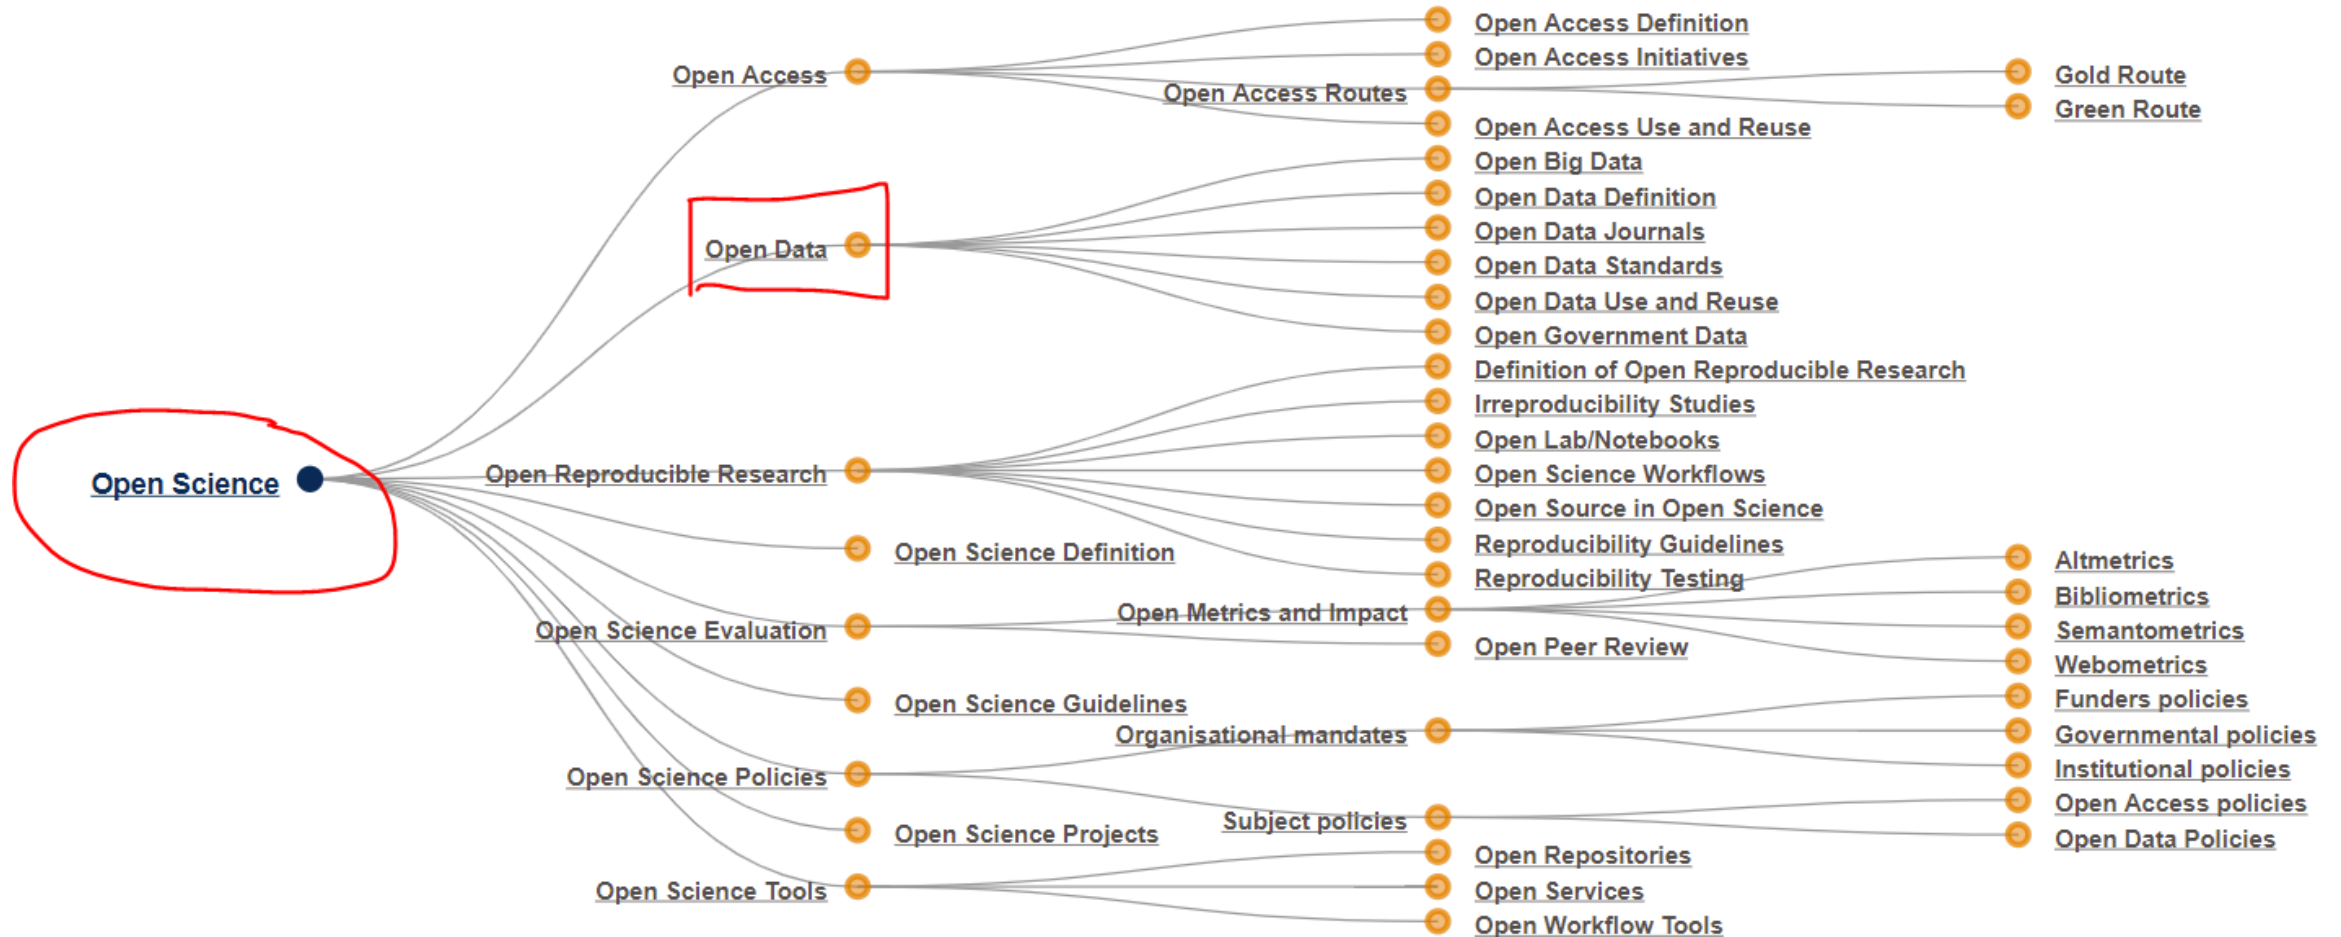 Open Science
Open Access
Open Access Definition
Open Access Initiatives
Open Access Routes
Gold Route
Green Route
Open Access Use and Reuse
Open Data
Open Big Data
Open Data Definition
Open Data Journals
Open Data Standards
Open Data Use and Reuse
Open Government Data
Open Reproducible Research
Definition of Open Reproducible Research
Irreproducibility Studies
Open Lab/Notebooks
Open Science Workflows
Open Source in Open Science
Reproducibility Guidelines
Reproducibility Testing
Open Science Definition
Open Science Evaluation
Open Metrics and Impact
Altmetrics
Bibliometrics
Semantometrics
Webometrics
Open Peer Review
Open Science Guidelines
Open Science Policies
Organisational mandates
Funders policies
Governmental policies
Institutional policies
Subject policies
Open Access policies
Open Data Policies
Open Science Projects
Open Science Tools
Open Repositories
Open Services
Open Workflow Tools